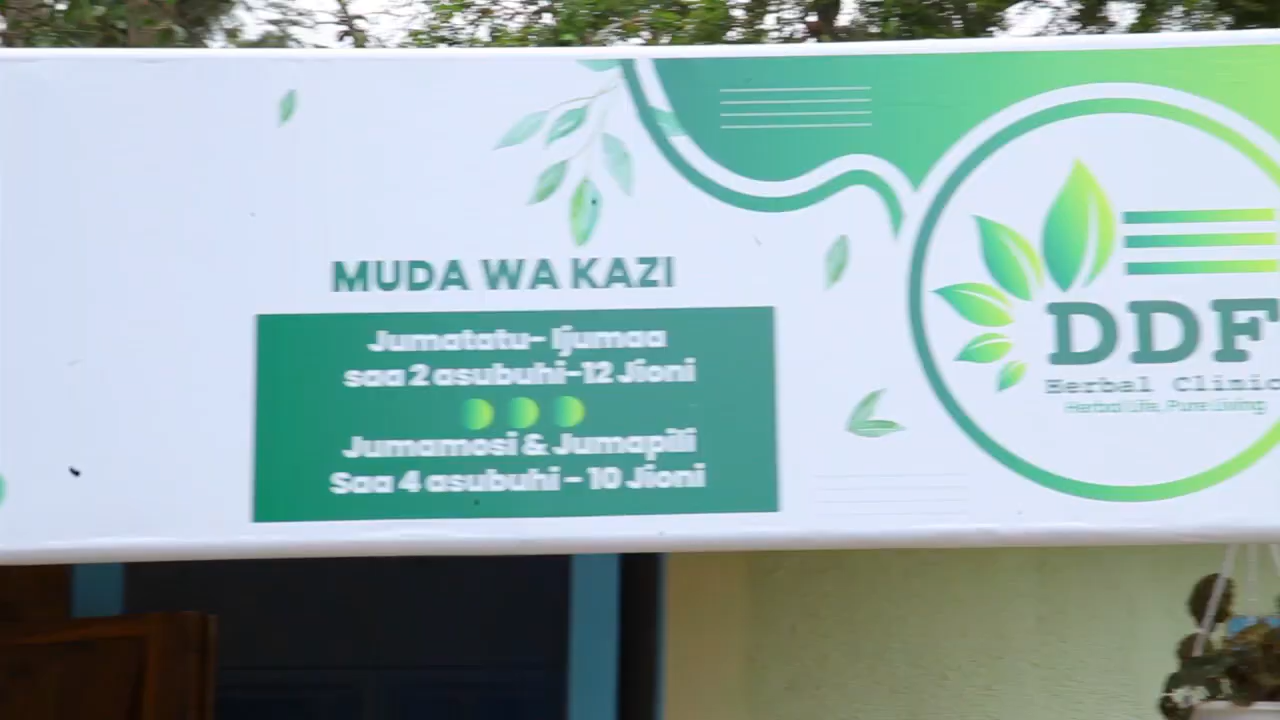 MUDA WA KAZI
Jumatatu- Ijumaa
saa 2 asubuhi-12 Jioni
Jumamosi & Jumapili
Saa 4 asubuhi - 10 Jioni
DDF
Herbal Clinic
Herbal Life, Pure Living